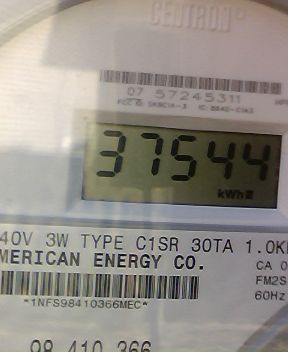 CENTRON®
07 57245311
37544
kWh
40V 3W TYPE C1SR 30TA 1.0K
MERICAN ENERGY CO.
CA 0
FM2S
60Hz
*1NFS98410366MEC*
98 410 366